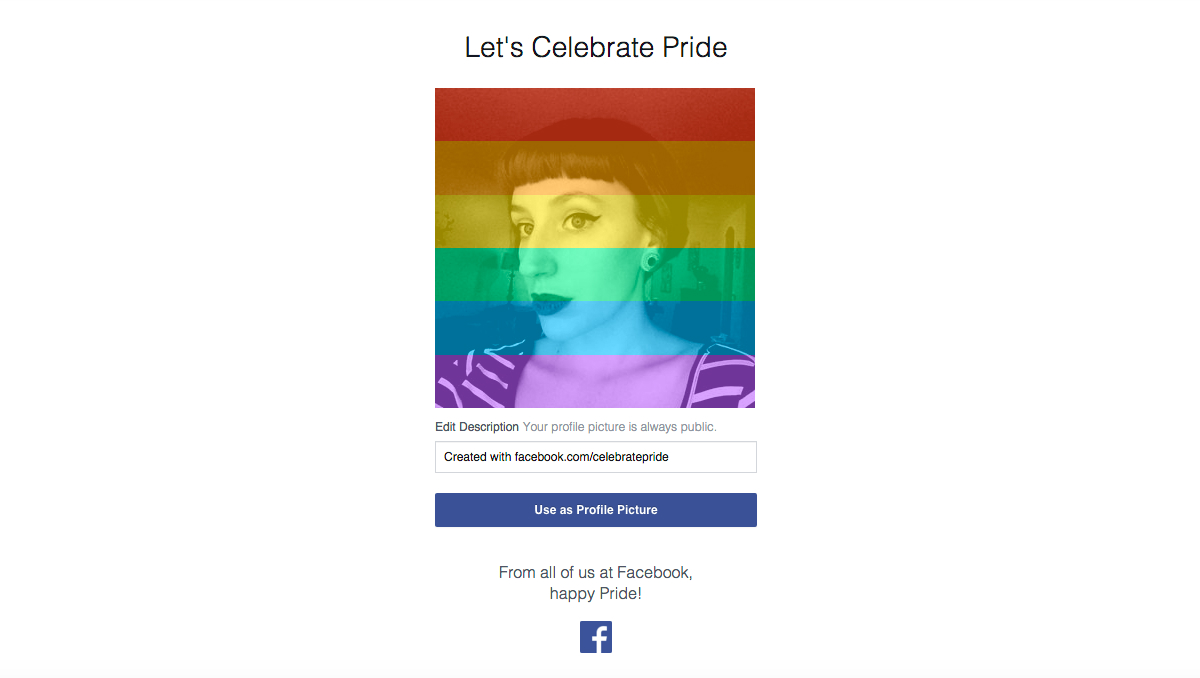 Let's Celebrate Pride
Edit Description Your profile picture is always public.
Created with facebook.com/celebratepride
Use as Profile Picture
From all of us at Facebook,
happy Pride!